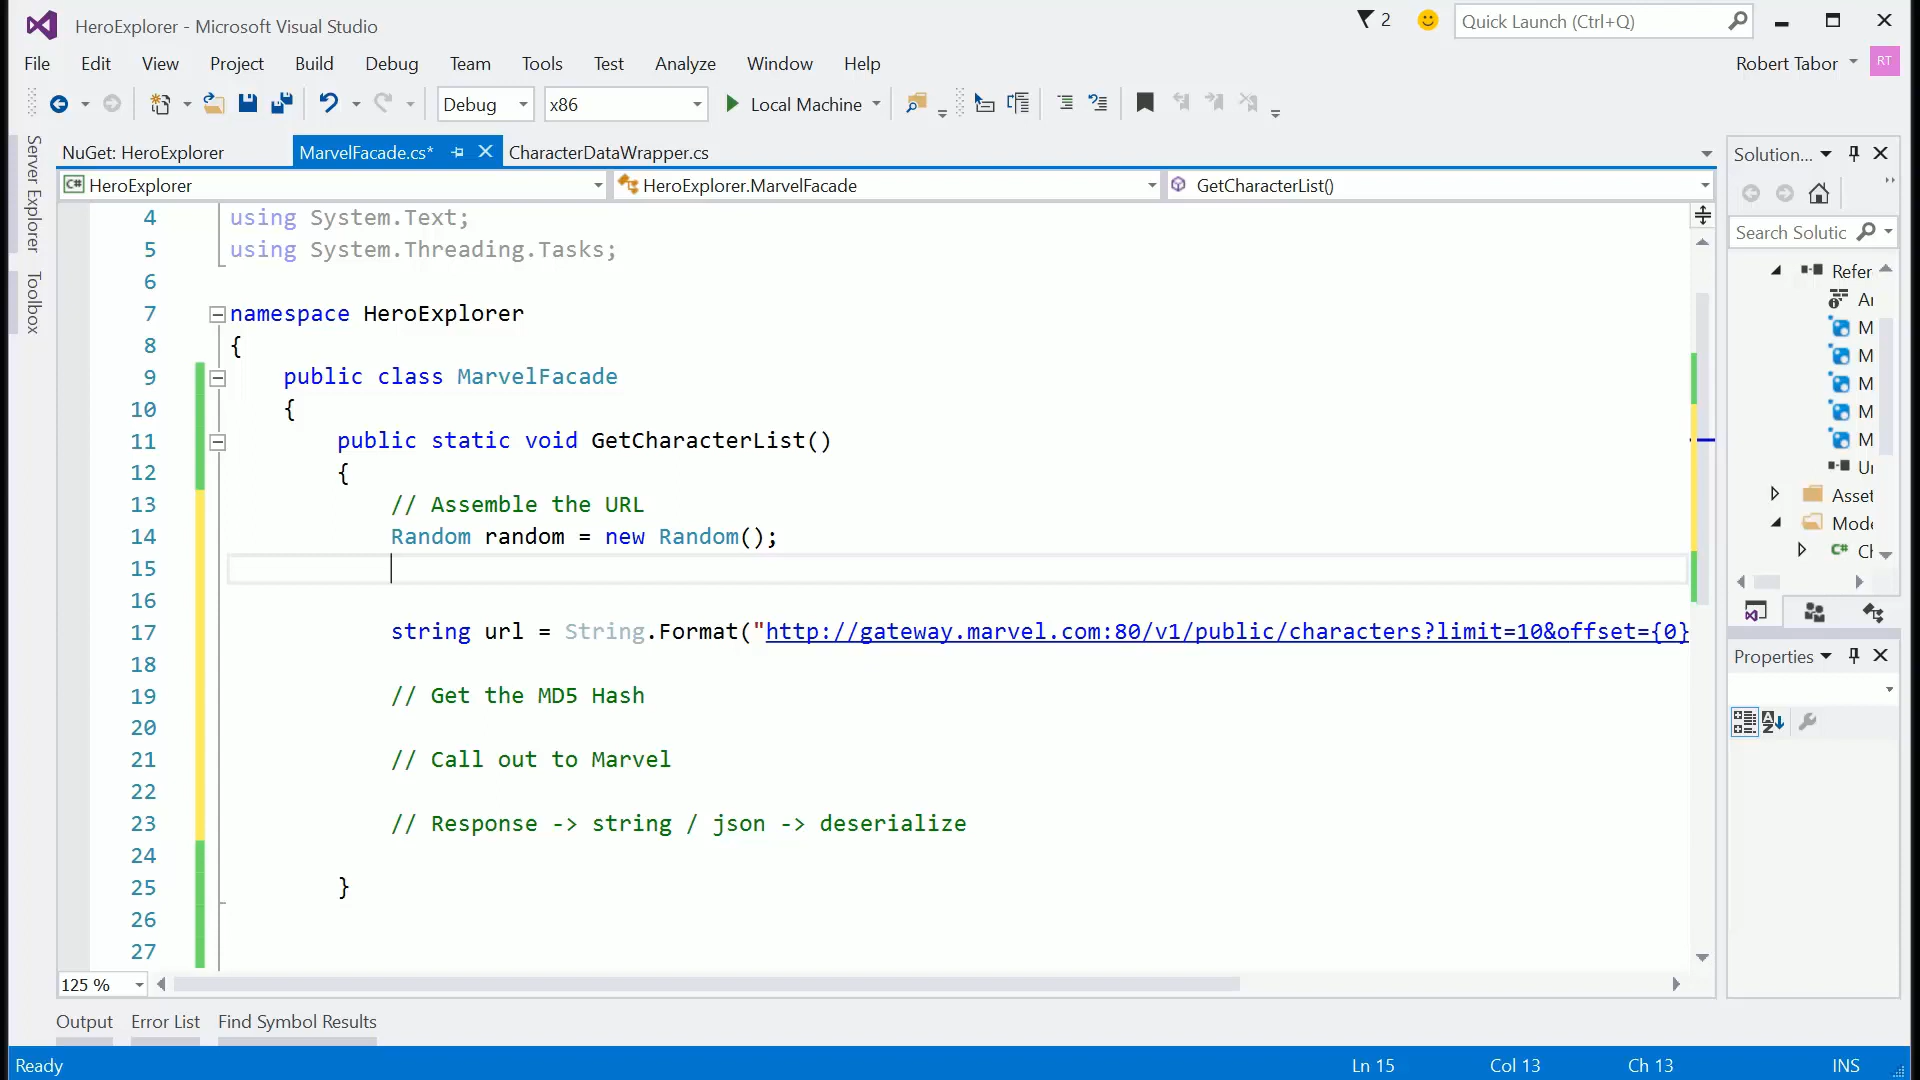 HeroExplorer - Microsoft Visual Studio
2
Quick Launch (Ctrl+Q)
File Edit View Project Build Debug Team Tools Test Analyze Window Help
Robert Tabor
RT
Debug
x86
Local Machine
Server Explorer
Toolbox
NuGet: HeroExplorer
MarvelFacade.cs*
CharacterDataWrapper.cs
HeroExplorer
HeroExplorer.MarvelFacade
GetCharacterList()
4 using System.Text;
5 using System.Threading.Tasks;
6
7 namespace HeroExplorer
8 {
9 public class MarvelFacade
10 {
11 public static void GetCharacterList()
12 {
13 // Assemble the URL
14 Random random = new Random();
15
16
17 string url = String.Format("http://gateway.marvel.com:80/v1/public/characters?limit=10&offset={0}
18
19 // Get the MD5 Hash
20
21 // Call out to Marvel
22
23 // Response -> string / json -> deserialize
24
25 }
26
27
125 %
Solution...
Search Solutic
Refer
M
M
M
M
M
Asset
Properties
Output Error List Find Symbol Results
Ready
Ln 15
Col 13
Ch 13
INS